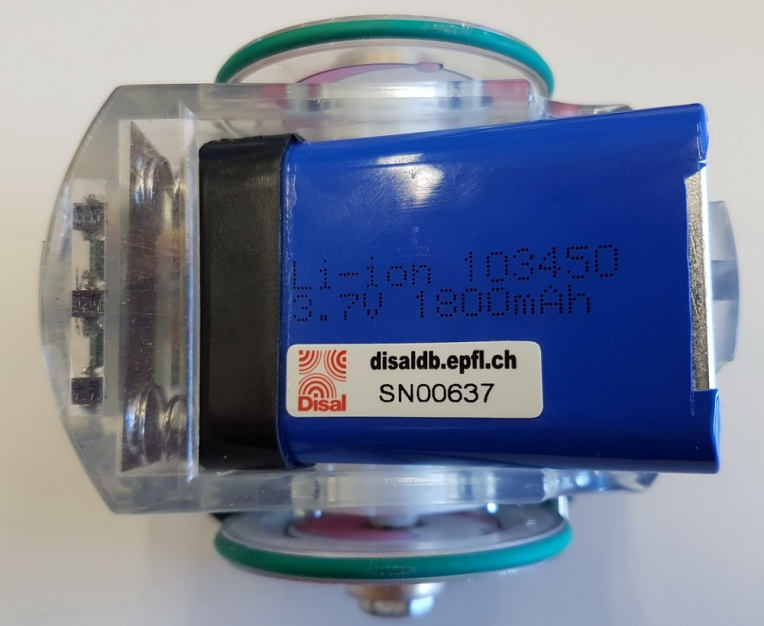 Li-ion 103450
3.7V 1800mAh
disaldb.epfl.ch
SN00637
Disal